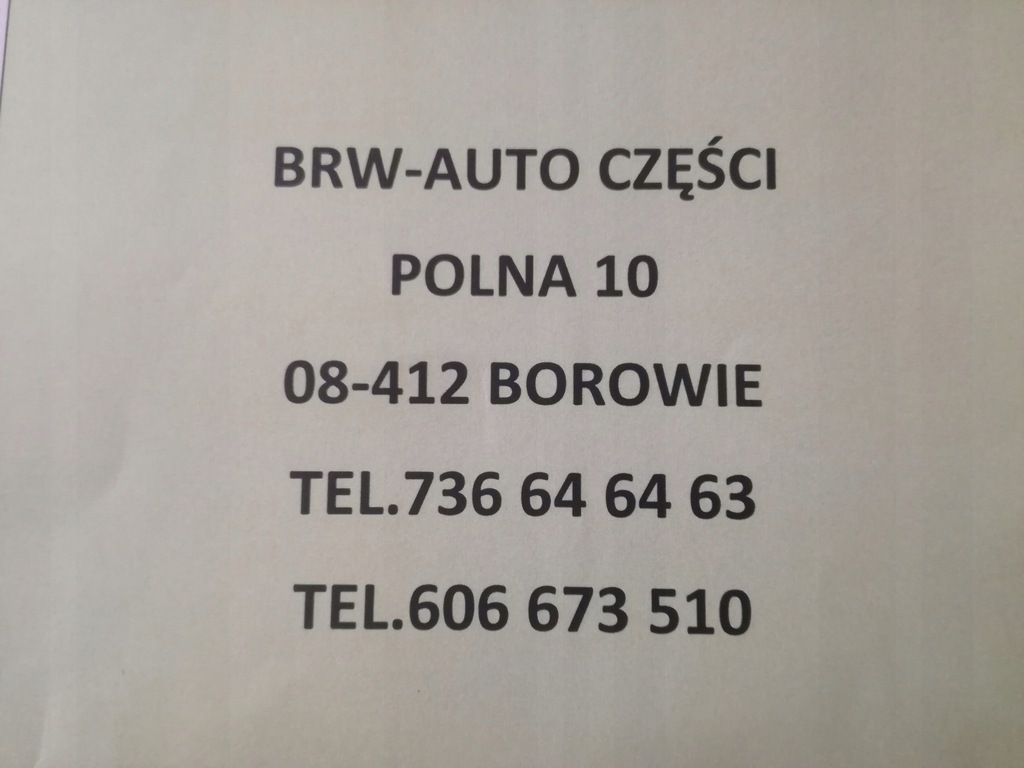 BRW-AUTO CZĘŚCI
POLNA 10
08-412 BOROWIE
TEL.736 64 64 63
TEL.606 673 510